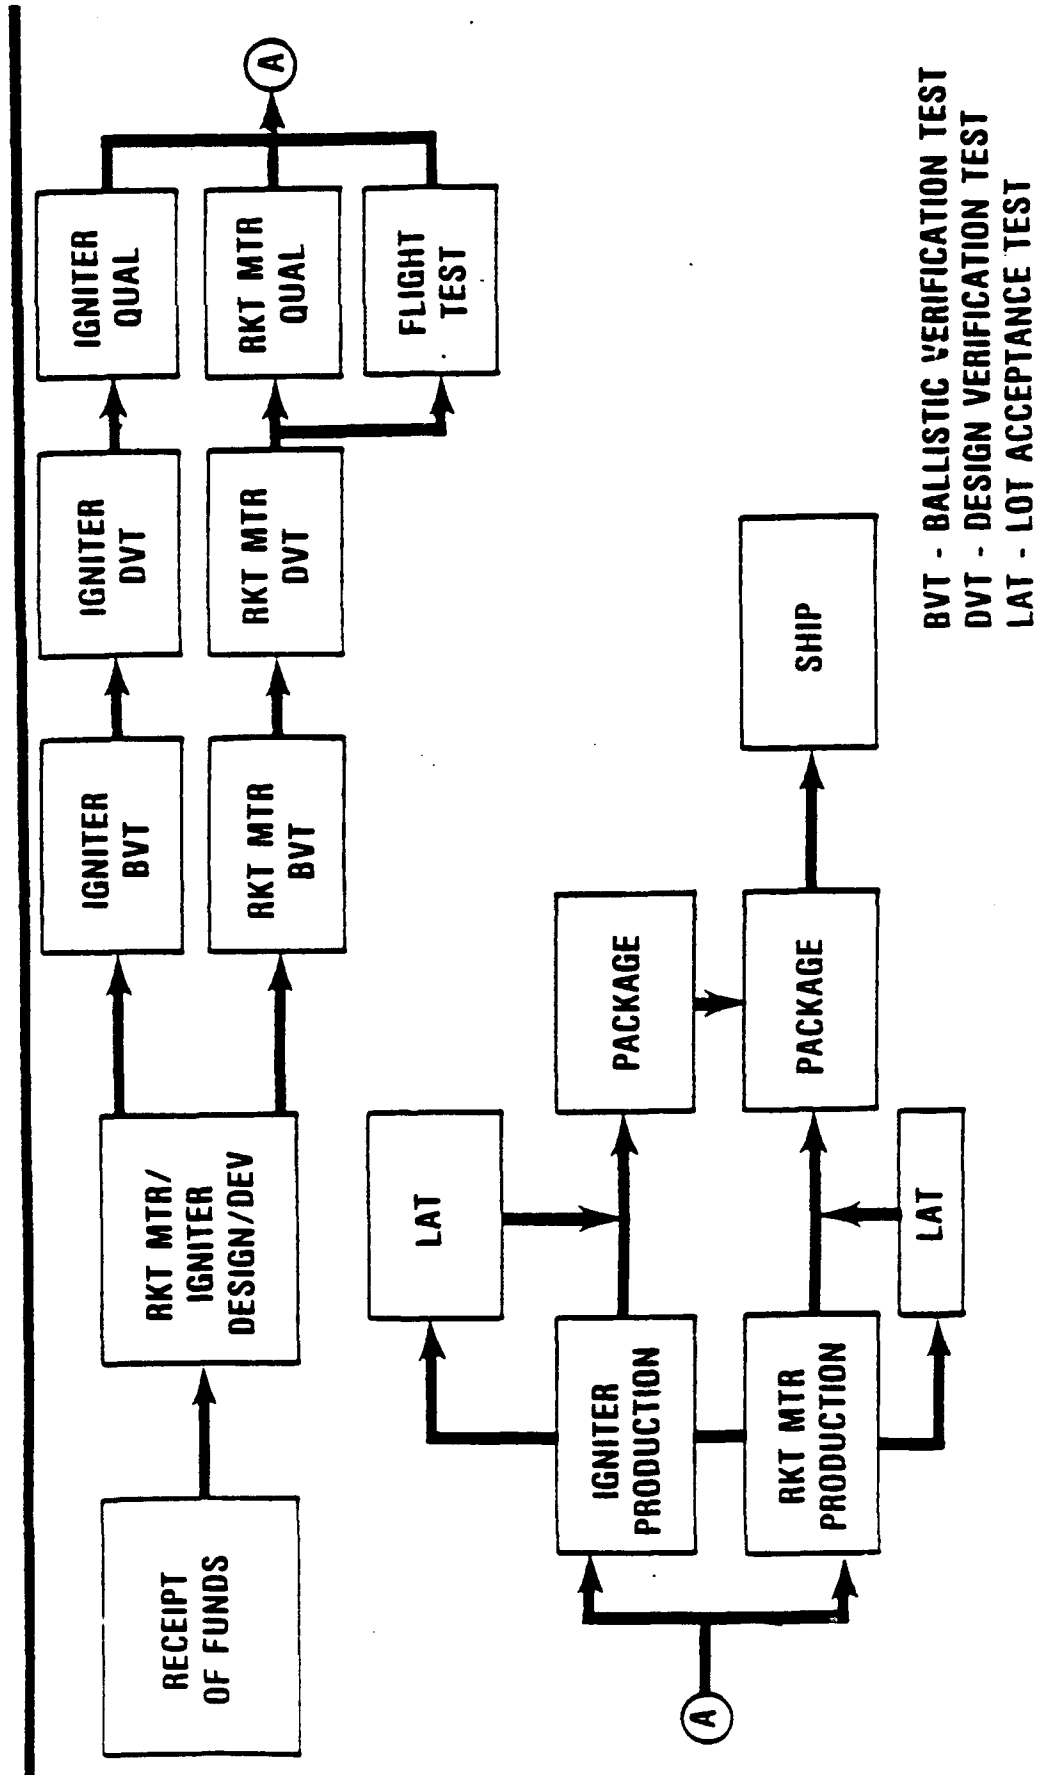 RECEIPT
OF FUNDS
RKT MTR/
IGNITER
DESIGN/DEV
IGNITER
BVT
IGNITER
DVT
IGNITER
QUAL
RKT MTR
BVT
RKT MTR
DVT
RKT MTR
QUAL
FLIGHT
TEST
A
A
IGNITER
PRODUCTION
LAT
PACKAGE
RKT MTR
PRODUCTION
LAT
PACKAGE
SHIP
BVT - BALLISTIC VERIFICATION TEST
DVT - DESIGN VERIFICATION TEST
LAT - LOT ACCEPTANCE TEST